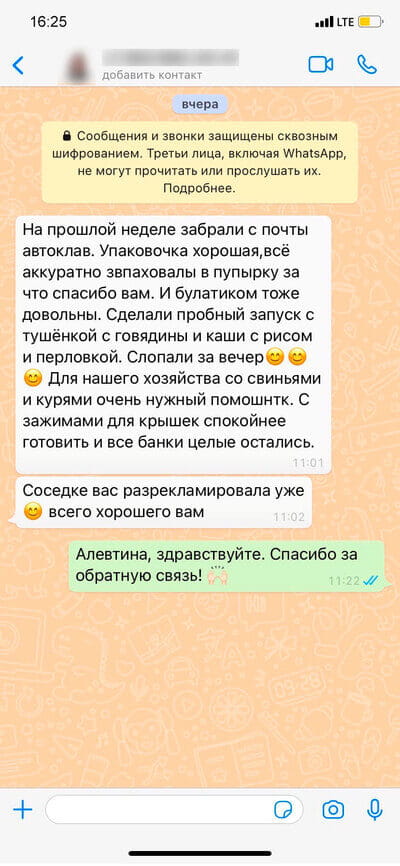 16:25
LTE
добавить контакт
вчера
Сообщения и звонки защищены сквозным
шифрованием. Третьи лица, включая WhatsApp,
не могут прочитать или прослушать их.
Подробнее.
На прошлой неделе забрали с почты
автоклав. Упаковочка хорошая,всё
аккуратно звпаховалы в пупырку за
что спасибо вам. И булатиком тоже
довольны. Сделали пробный запуск с
тушёнкой с говядины и каши с рисом
и перловкой. Слопали за вечер😊😊
😊 Для нашего хозяйства со свиньями
и курями очень нужный помошнтк. С
зажимами для крышек спокойнее
готовить и все банки целые остались.
11:01
Соседке вас разрекламировала уже
😊 всего хорошего вам
11:02
Алевтина, здравствуйте. Спасибо за
обратную связь! 🙌🏻
11:22